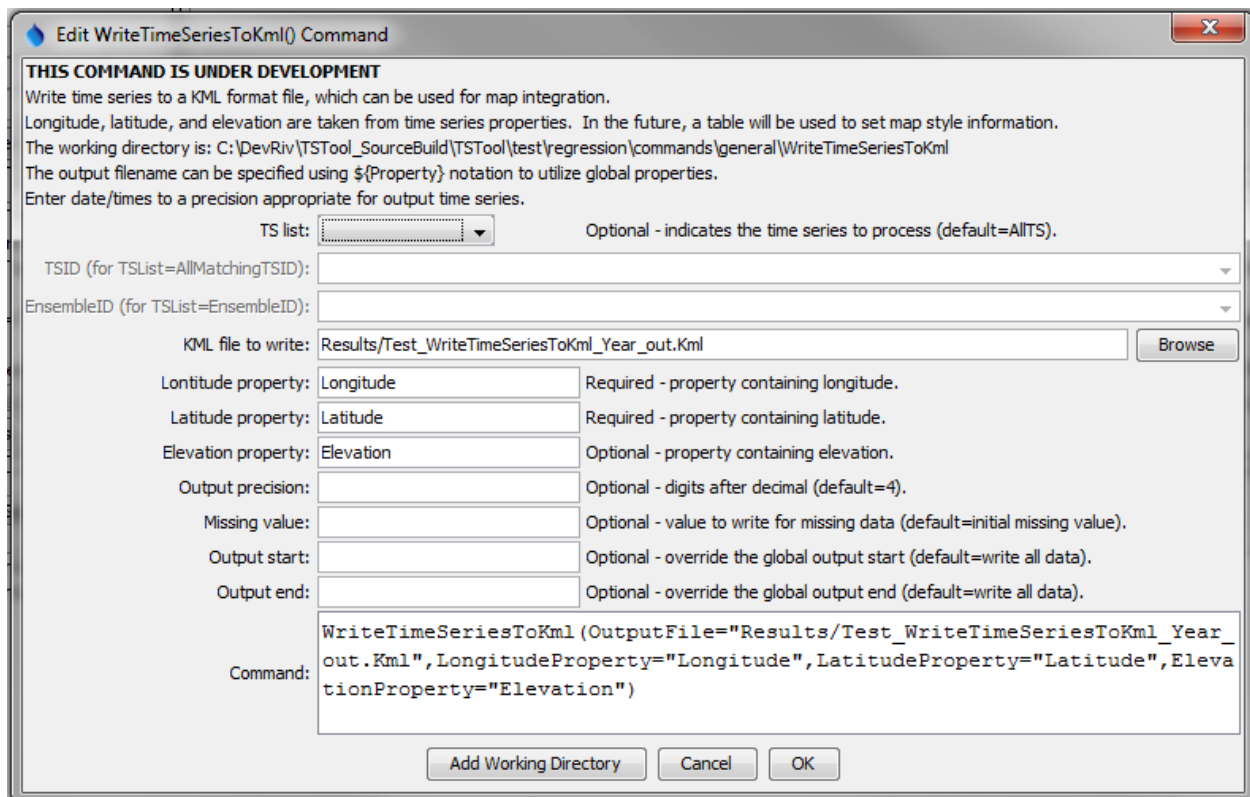 Edit WriteTimeSeriesToKml() Command
THIS COMMAND IS UNDER DEVELOPMENT
Write time series to a KML format file, which can be used for map integration.
Longitude, latitude, and elevation are taken from time series properties.  In the future, a table will be used to set map style information.
The working directory is: C:\DevRiv\TSTool_SourceBuild\TSTool\test\regression\commands\general\WriteTimeSeriesToKml
The output filename can be specified using ${Property} notation to utilize global properties.
Enter date/times to a precision appropriate for output time series.
TS list: Optional - indicates the time series to process (default=AllTS).
TSID (for TSList=AllMatchingTSID):
EnsembleID (for TSList=EnsembleID):
KML file to write: Results/Test_WriteTimeSeriesToKml_Year_out.Kml Browse
Lontitude property: Longitude Required - property containing longitude.
Latitude property: Latitude Required - property containing latitude.
Elevation property: Elevation Optional - property containing elevation.
Output precision: Optional - digits after decimal (default=4).
Missing value: Optional - value to write for missing data (default=initial missing value).
Output start: Optional - override the global output start (default=write all data).
Output end: Optional - override the global output end (default=write all data).
WriteTimeSeriesToKml(OutputFile="Results/Test_WriteTimeSeriesToKml_Year_
out.Kml",LongitudeProperty="Longitude",LatitudeProperty="Latitude",Eleva
Command: tionProperty="Elevation")
Add Working Directory Cancel OK